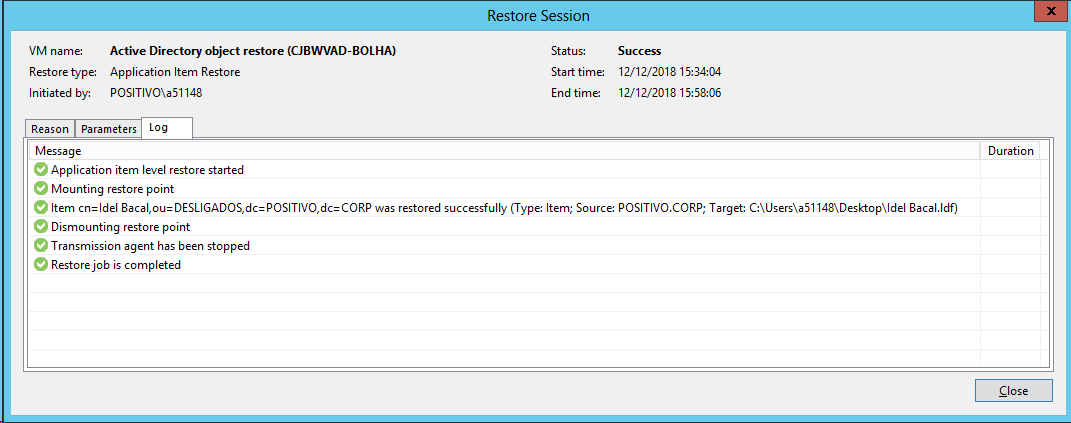 Restore Session
x
VM name: Active Directory object restore (CJBWVAD-BOLHA) Status: Success
Restore type: Application Item Restore Start time: 12/12/2018 15:34:04
Initiated by: POSITIVO\a51148 End time: 12/12/2018 15:58:06
Reason Parameters Log
Message Duration
Application item level restore started
Mounting restore point
Item cn=Idel Bacal,ou=DESLIGADOS,dc=POSITIVO,dc=CORP was restored successfully (Type: Item; Source: POSITIVO.CORP; Target: C:\Users\a51148\Desktop\Idel Bacal.ldf)
Dismounting restore point
Transmission agent has been stopped
Restore job is completed
Close